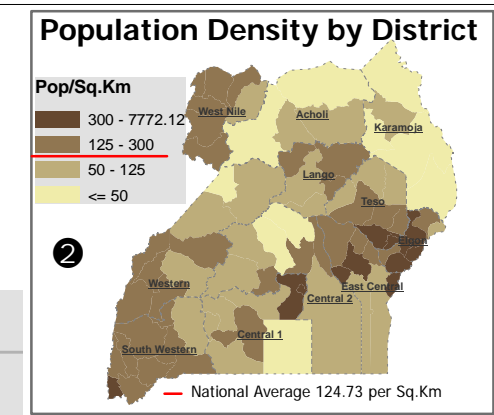 Population Density by District
Pop/Sq.Km
300 - 7772.12
125 - 300
50 - 125
<= 50
West Nile
Acholi
Karamoja
Lango
Teso
Elgon
2
Western
East Central
Central 2
Central 1
South Western
National Average 124.73 per Sq.Km